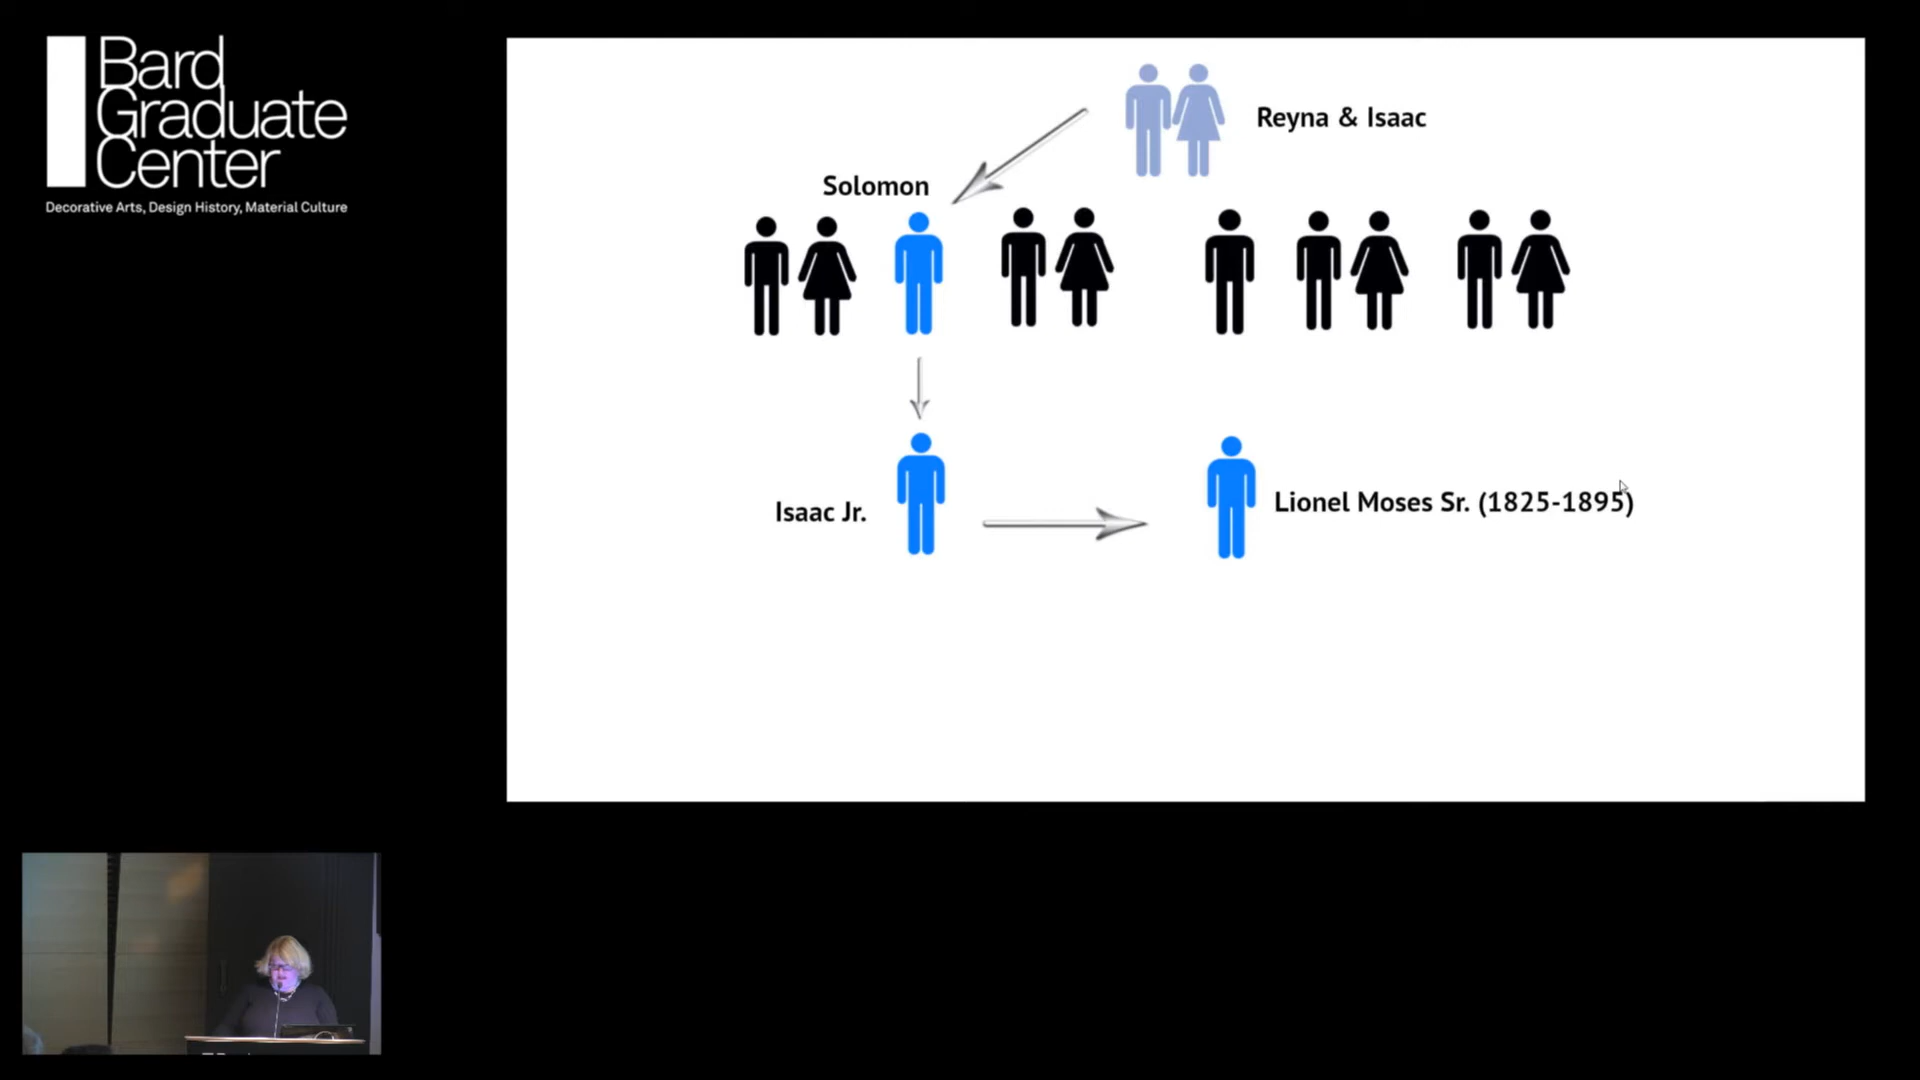 Bard
Graduate
Center
Decorative Arts, Design History, Material Culture
Reyna & Isaac
Solomon
Isaac Jr.
Lionel Moses Sr. (1825-1895)